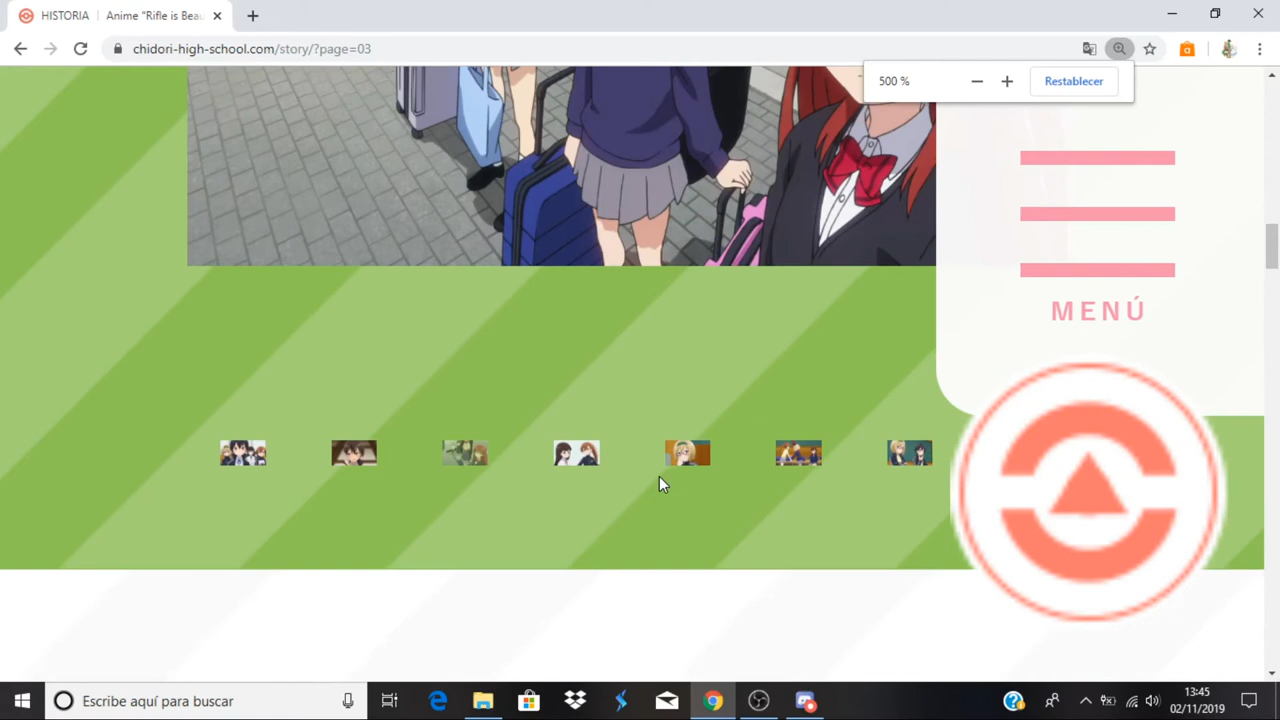 HISTORIA | Anime "Rifle is Beau
chidori-high-school.com/story/?page=03
500 %
Restablecer
MENÚ
Escribe aquí para buscar
13:45
02/11/2019